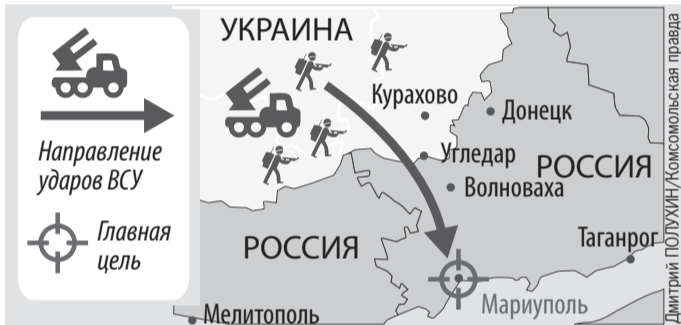 Направление
ударов ВСУ
Главная
цель
УКРАИНА
Курахово
Донецк
Угледар
РОССИЯ
Волноваха
РОССИЯ
Таганрог
Мариуполь
Мелитополь
Дмитрий ПОЛУХИН/Комсомольская правда